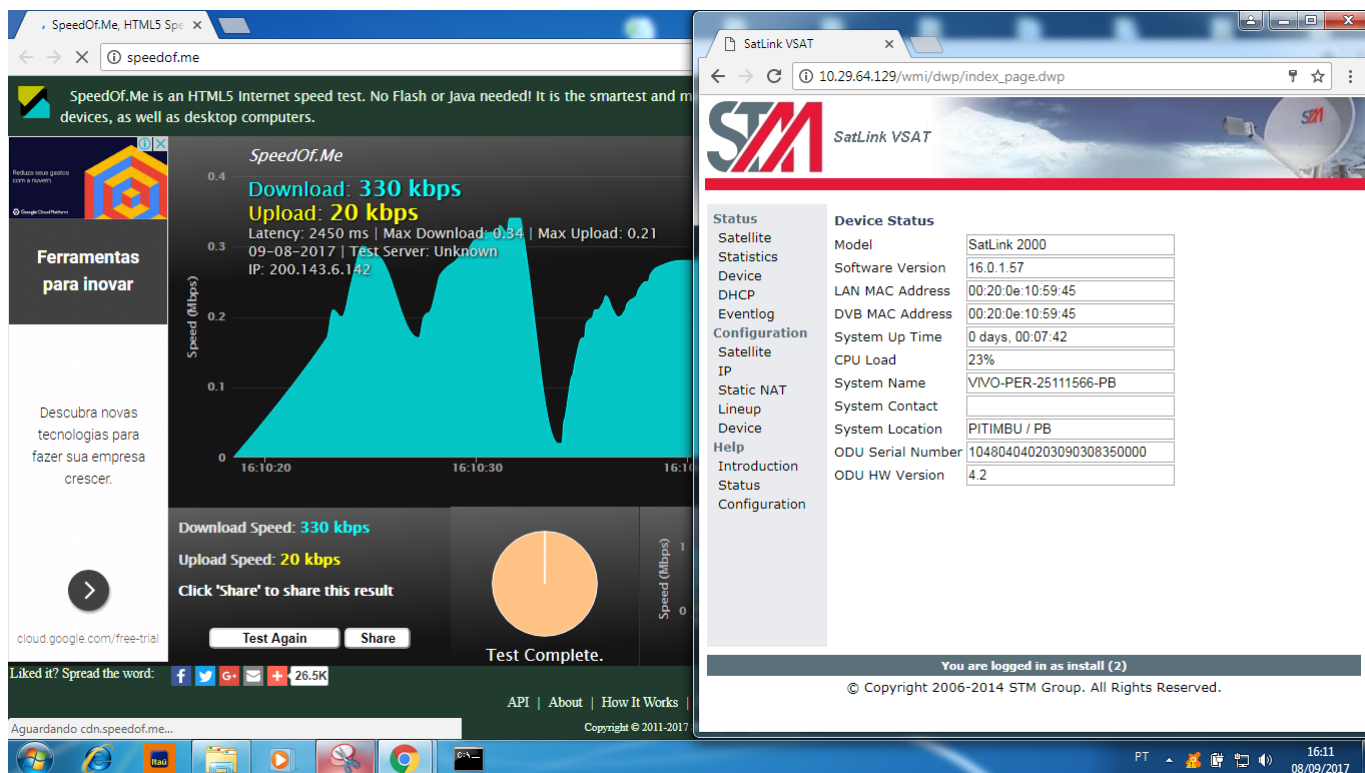 SpeedOf.Me, HTML5 Spe
speedof.me
SpeedOf.Me is an HTML5 Internet speed test. No Flash or Java needed! It is the smartest and m
devices, as well as desktop computers.
Reduza seus gastos
com a nuvem.
Google Cloud Platform
Ferramentas
para inovar
Descubra novas
tecnologias para
fazer sua empresa
crescer.
cloud.google.com/free-trial
SpeedOf.Me
Download: 330 kbps
Upload: 20 kbps
Latency: 2450 ms | Max Download: 0.34 | Max Upload: 0.21
09-08-2017 | Test Server: Unknown
IP: 200.143.6.142
Speed (Mbps)
0.4
0.3
0.2
0.1
0
16:10:20
16:10:30
16:1
Download Speed: 330 kbps
Upload Speed: 20 kbps
Click 'Share' to share this result
Test Again
Share
Test Complete.
Speed (Mbps)
1
0
Liked it? Spread the word:
f
G+
26.5K
API | About | How It Works |
Copyright © 2011-2017
Aguardando cdn.speedof.me...
SatLink VSAT
10.29.64.129/wmi/dwp/index_page.dwp
STM
SatLink VSAT
STM
Status
Satellite
Statistics
Device
DHCP
Eventlog
Configuration
Satellite
IP
Static NAT
Lineup
Device
Help
Introduction
Status
Configuration
Device Status
Model SatLink 2000
Software Version 16.0.1.57
LAN MAC Address 00:20:0e:10:59:45
DVB MAC Address 00:20:0e:10:59:45
System Up Time 0 days, 00:07:42
CPU Load 23%
System Name VIVO-PER-25111566-PB
System Contact
System Location PITIMBU / PB
ODU Serial Number 104804040203090308350000
ODU HW Version 4.2
You are logged in as install (2)
© Copyright 2006-2014 STM Group. All Rights Reserved.
Itaú
PT
16:11
08/09/2017